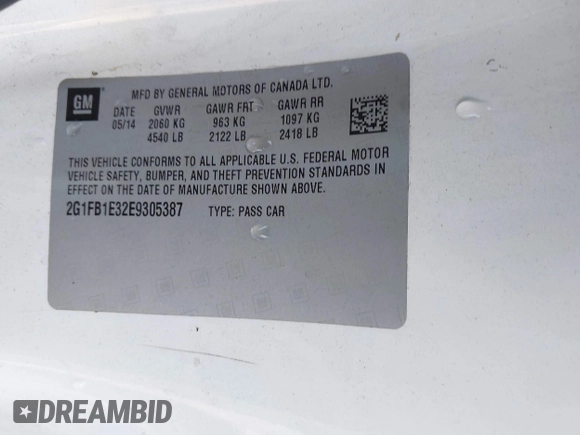 GM
MFD BY GENERAL MOTORS OF CANADA LTD.
DATE GVWR GAWR FRT GAWR RR
05/14 2060 KG 963 KG 1097 KG
4540 LB 2122 LB 2418 LB
THIS VEHICLE CONFORMS TO ALL APPLICABLE U.S. FEDERAL MOTOR
VEHICLE SAFETY, BUMPER, AND THEFT PREVENTION STANDARDS IN
EFFECT ON THE DATE OF MANUFACTURE SHOWN ABOVE.
2G1FB1E32E9305387 TYPE: PASS CAR
DREAMBID